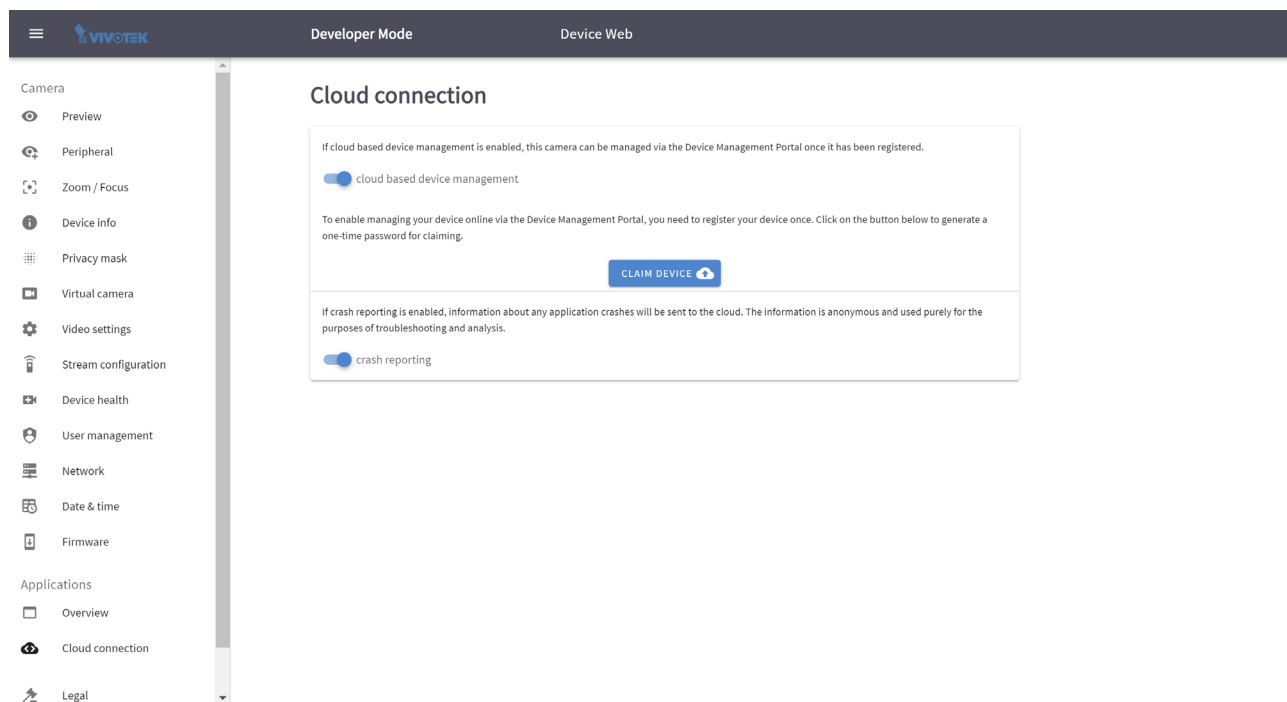 VIVOTEK
Developer Mode
Device Web
Camera
Preview
Peripheral
Zoom / Focus
Device info
Privacy mask
Virtual camera
Video settings
Stream configuration
Device health
User management
Network
Date & time
Firmware
Applications
Overview
Cloud connection
Legal
Cloud connection
If cloud based device management is enabled, this camera can be managed via the Device Management Portal once it has been registered.
cloud based device management
To enable managing your device online via the Device Management Portal, you need to register your device once. Click on the button below to generate a
one-time password for claiming.
CLAIM DEVICE
If crash reporting is enabled, information about any application crashes will be sent to the cloud. The information is anonymous and used purely for the
purposes of troubleshooting and analysis.
crash reporting